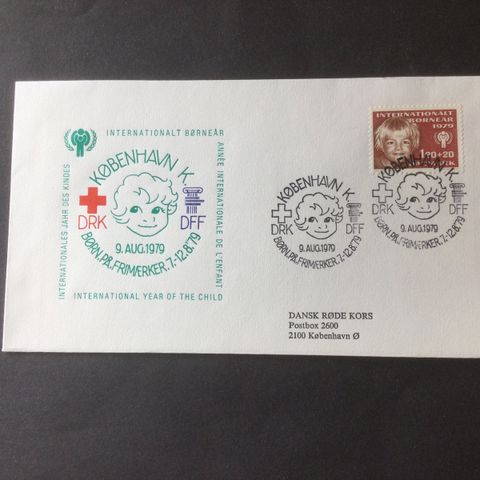 INTERNATIONALT BØRNEÅR
ANNÉE INTERNATIONALE DE L'ENFANT
INTERNATIONAL YEAR OF THE CHILD
INTERNATIONALES JAHR DES KINDES
KØBENHAVN K.
DRK
DFF
9. AUG. 1979
BØRN.PÅ.FRIMÆRKER.7.-12.8.79
INTERNATIONALT
BØRNEÅR
1979
1.20+20
KØBENHAVN K.
DRK
DFF
9. AUG. 1979
BØRN.PÅ.FRIMÆRKER.7.-12.8.79
KØBENHAVN K.
DRK
DFF
9. AUG. 1979
BØRN.PÅ.FRIMÆRKER.7.-12.8.79
DANSK RØDE KORS
Postbox 2600
2100 København Ø